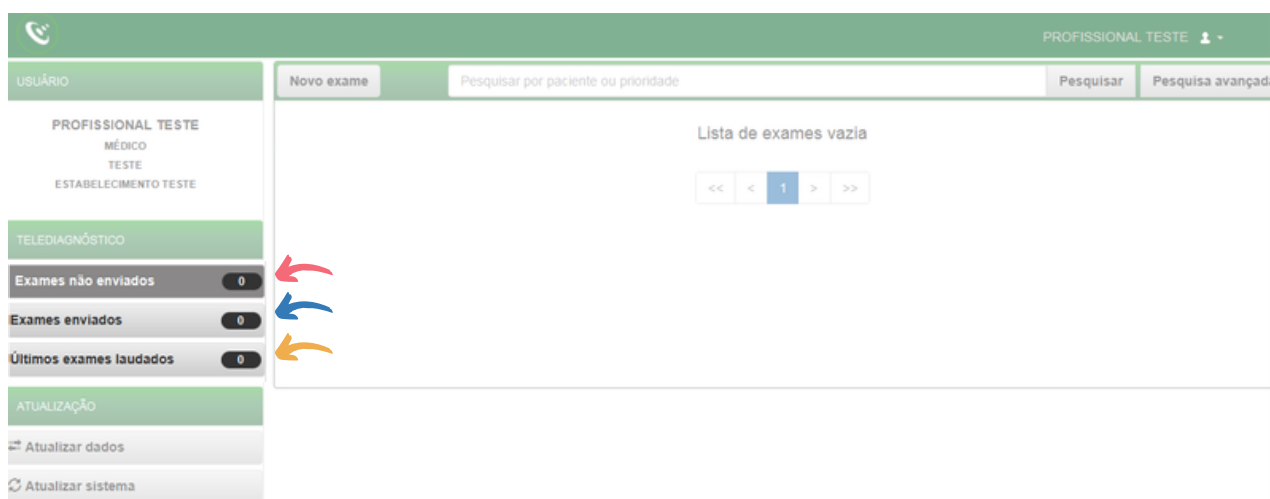 PROFISSIONAL TESTE
USUÁRIO
PROFISSIONAL TESTE
MÉDICO
TESTE
ESTABELECIMENTO TESTE
TELEDIAGNÓSTICO
Exames não enviados 0
Exames enviados 0
Últimos exames laudados 0
ATUALIZAÇÃO
Atualizar dados
Atualizar sistema
Novo exame Pesquisar por paciente ou prioridade Pesquisar Pesquisa avançada
Lista de exames vazia
<< < 1 > >>